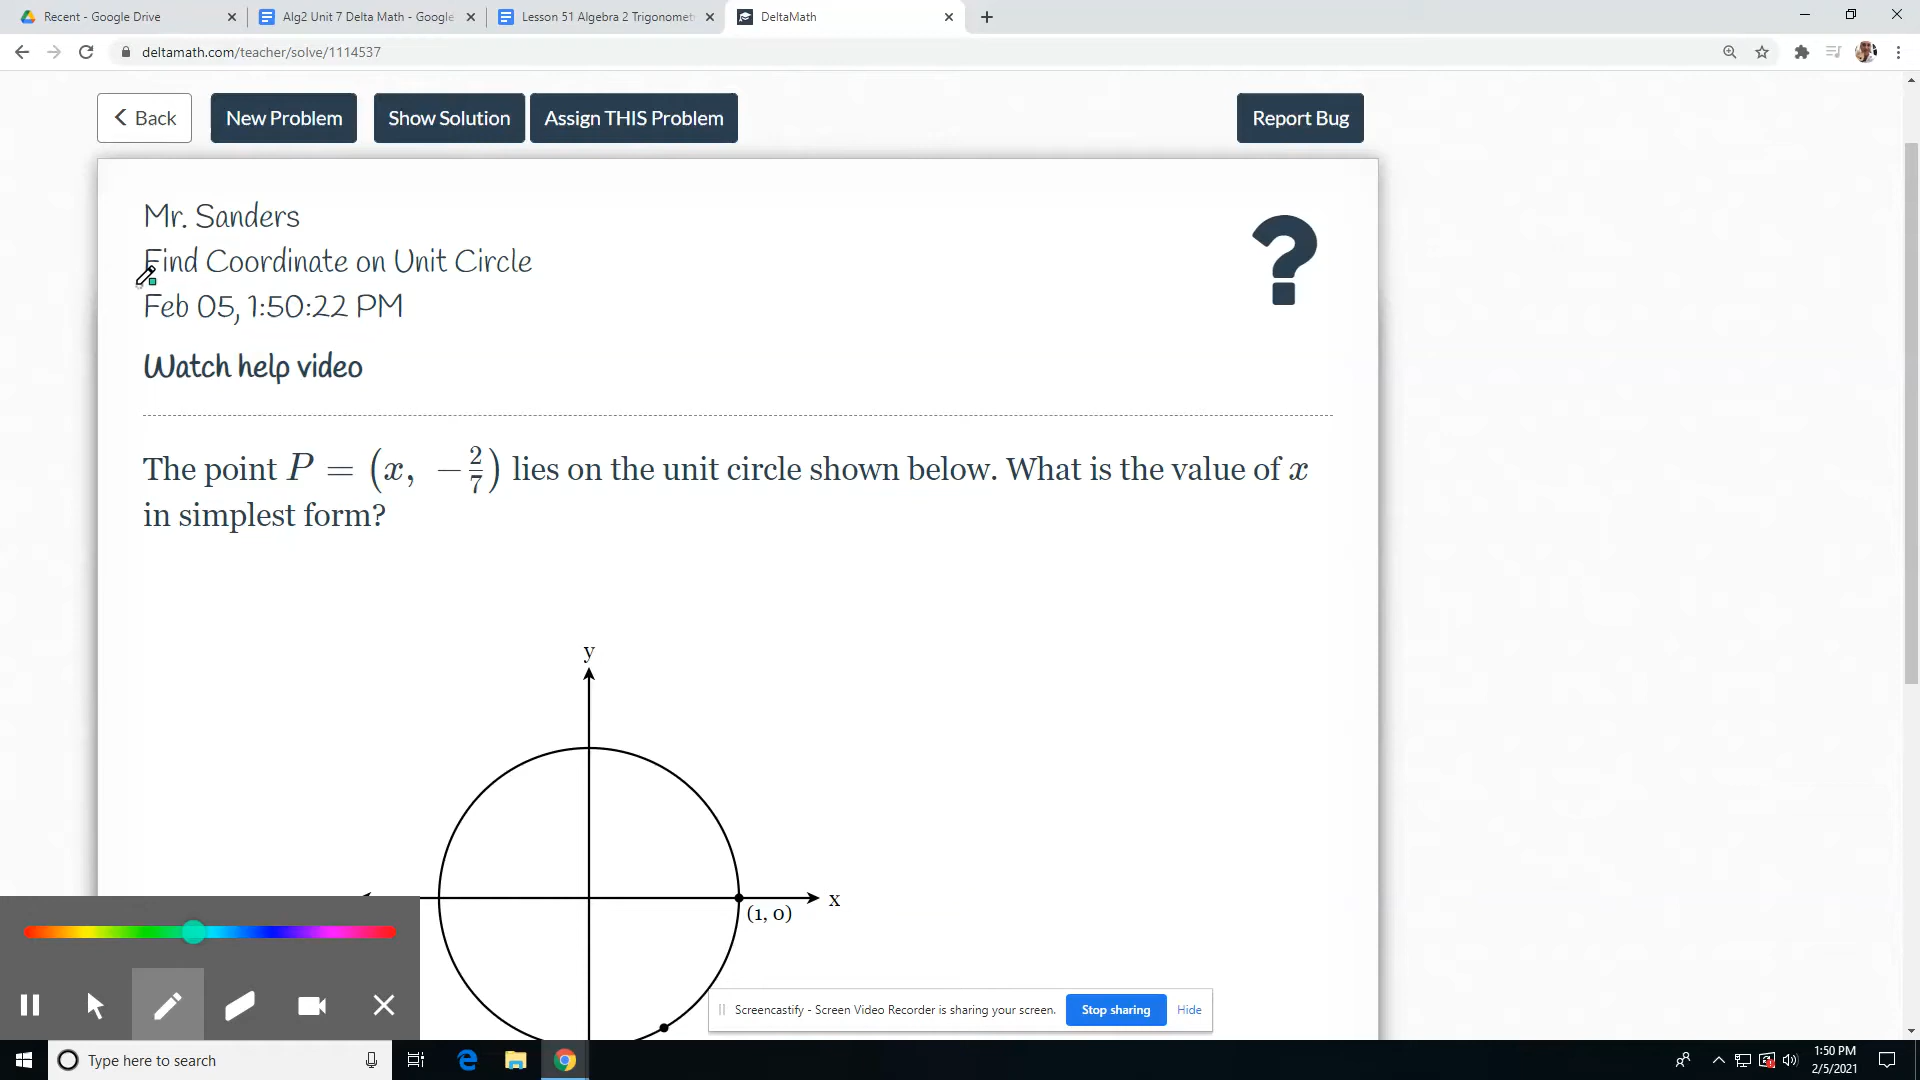 Recent - Google Drive
Alg2 Unit 7 Delta Math - Google
Lesson 51 Algebra 2 Trigonomet
DeltaMath
deltamath.com/teacher/solve/1114537
Back
New Problem
Show Solution
Assign THIS Problem
Report Bug
Mr. Sanders
Find Coordinate on Unit Circle
?
Feb 05, 1:50:22 PM
Watch help video
The point P = (x, −2/7) lies on the unit circle shown below. What is the value of x
in simplest form?
y
x
(1, 0)
Screencastify - Screen Video Recorder is sharing your screen.
Stop sharing
Hide
Type here to search
1:50 PM
2/5/2021